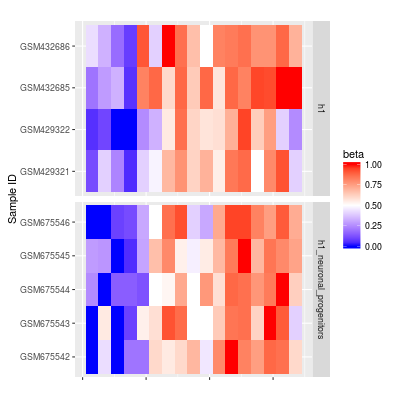 GSM432686
GSM432685
GSM429322
GSM429321
h1
GSM675546
GSM675545
GSM675544
GSM675543
GSM675542
h1_neuronal_progenitors
Sample ID
beta
1.00
0.75
0.50
0.25
0.00